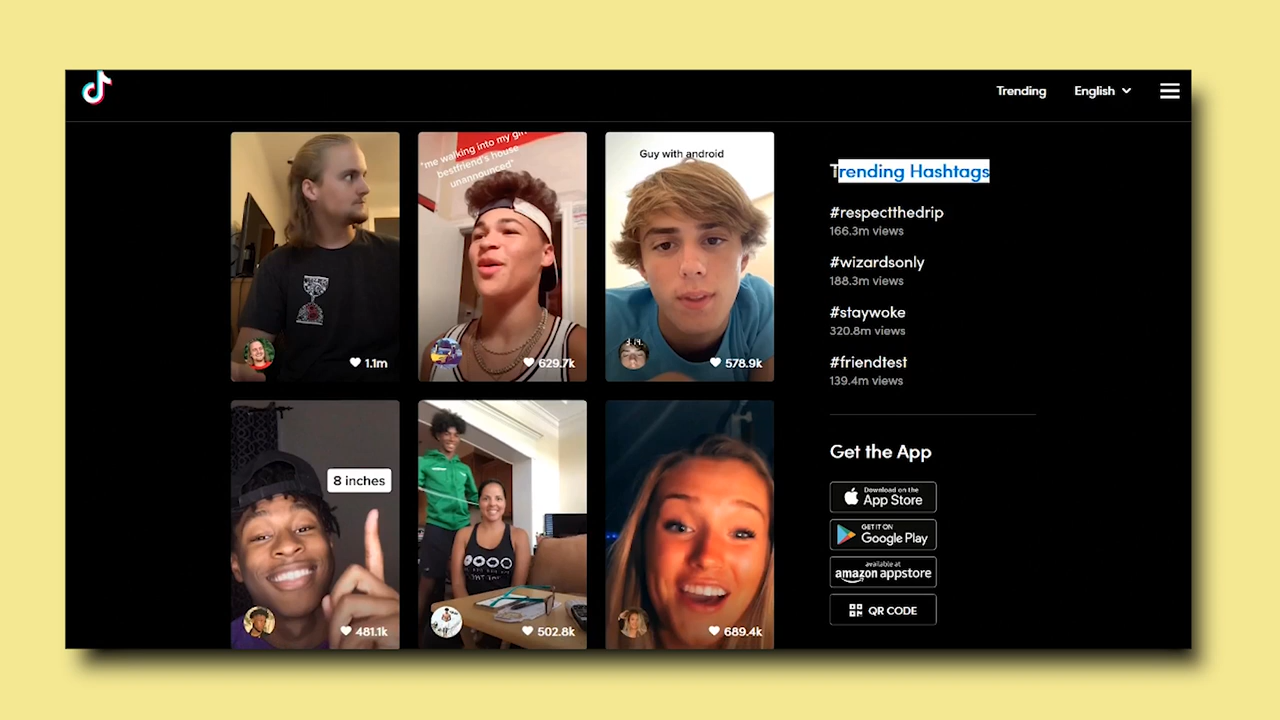 Trending
English
*me walking into my girl
bestfriend's house
unannounced*
Guy with android
1.1m
629.7k
578.9k
8 inches
481.1k
502.8k
689.4k
Trending Hashtags
#respectthedrip
166.3m views
#wizardsonly
188.3m views
#staywoke
320.8m views
#friendtest
139.4m views
Get the App
Download on the
App Store
GET IT ON
Google Play
available at
amazon appstore
QR CODE